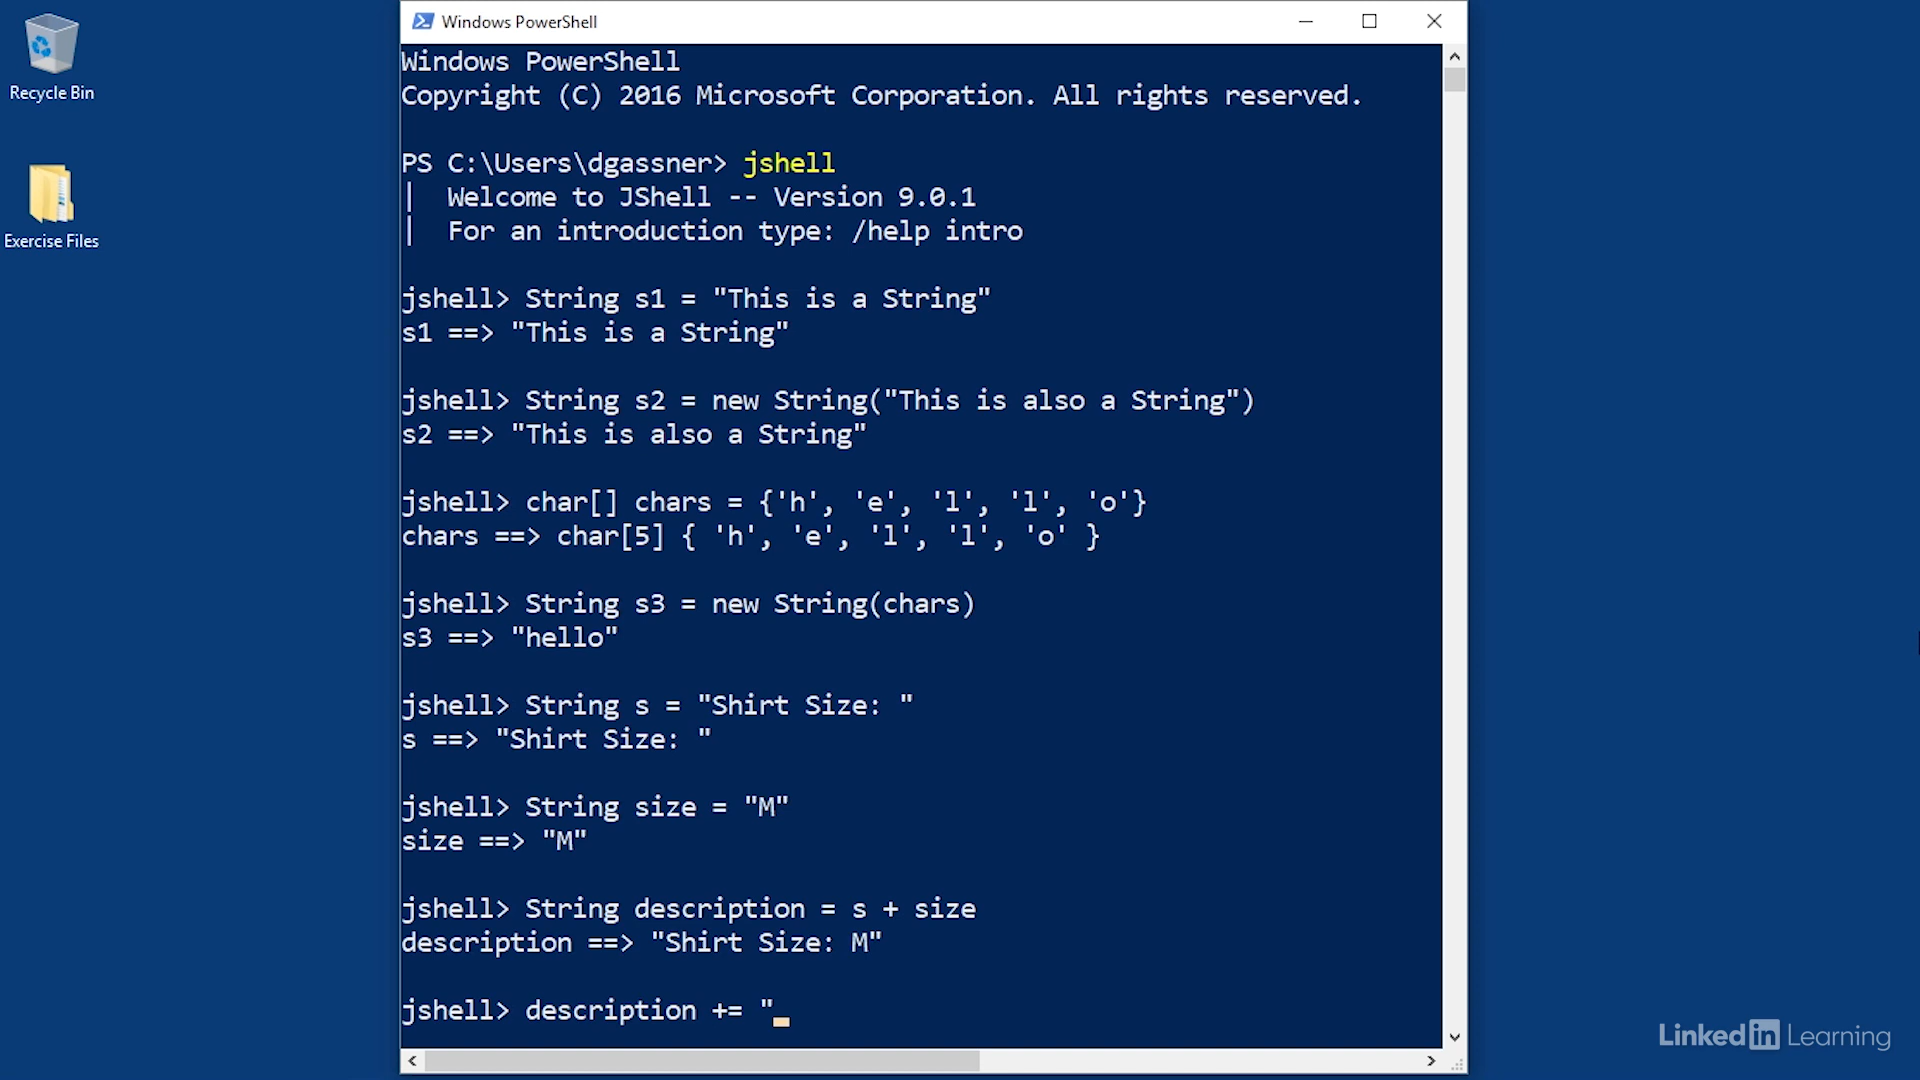 Recycle Bin
Exercise Files
Windows PowerShell
Windows PowerShell
Copyright (C) 2016 Microsoft Corporation. All rights reserved.
PS C:\Users\dgassner> jshell
|  Welcome to JShell -- Version 9.0.1
|  For an introduction type: /help intro
jshell> String s1 = "This is a String"
s1 ==> "This is a String"
jshell> String s2 = new String("This is also a String")
s2 ==> "This is also a String"
jshell> char[] chars = {'h', 'e', 'l', 'l', 'o'}
chars ==> char[5] { 'h', 'e', 'l', 'l', 'o' }
jshell> String s3 = new String(chars)
s3 ==> "hello"
jshell> String s = "Shirt Size: "
s ==> "Shirt Size: "
jshell> String size = "M"
size ==> "M"
jshell> String description = s + size
description ==> "Shirt Size: M"
jshell> description += "
Linked in Learning